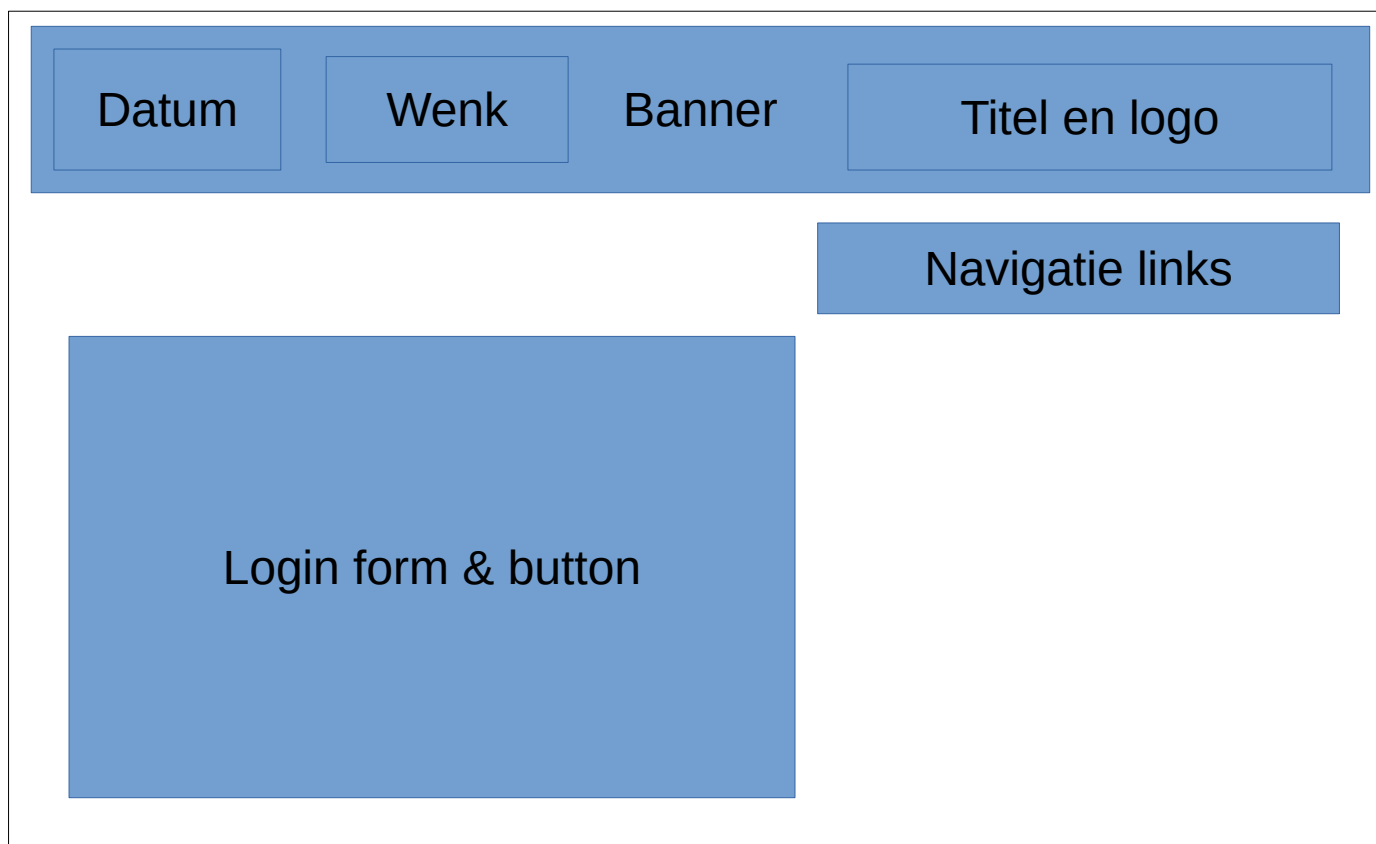 Datum
Wenk
Banner
Titel en logo
Navigatie links
Login form & button